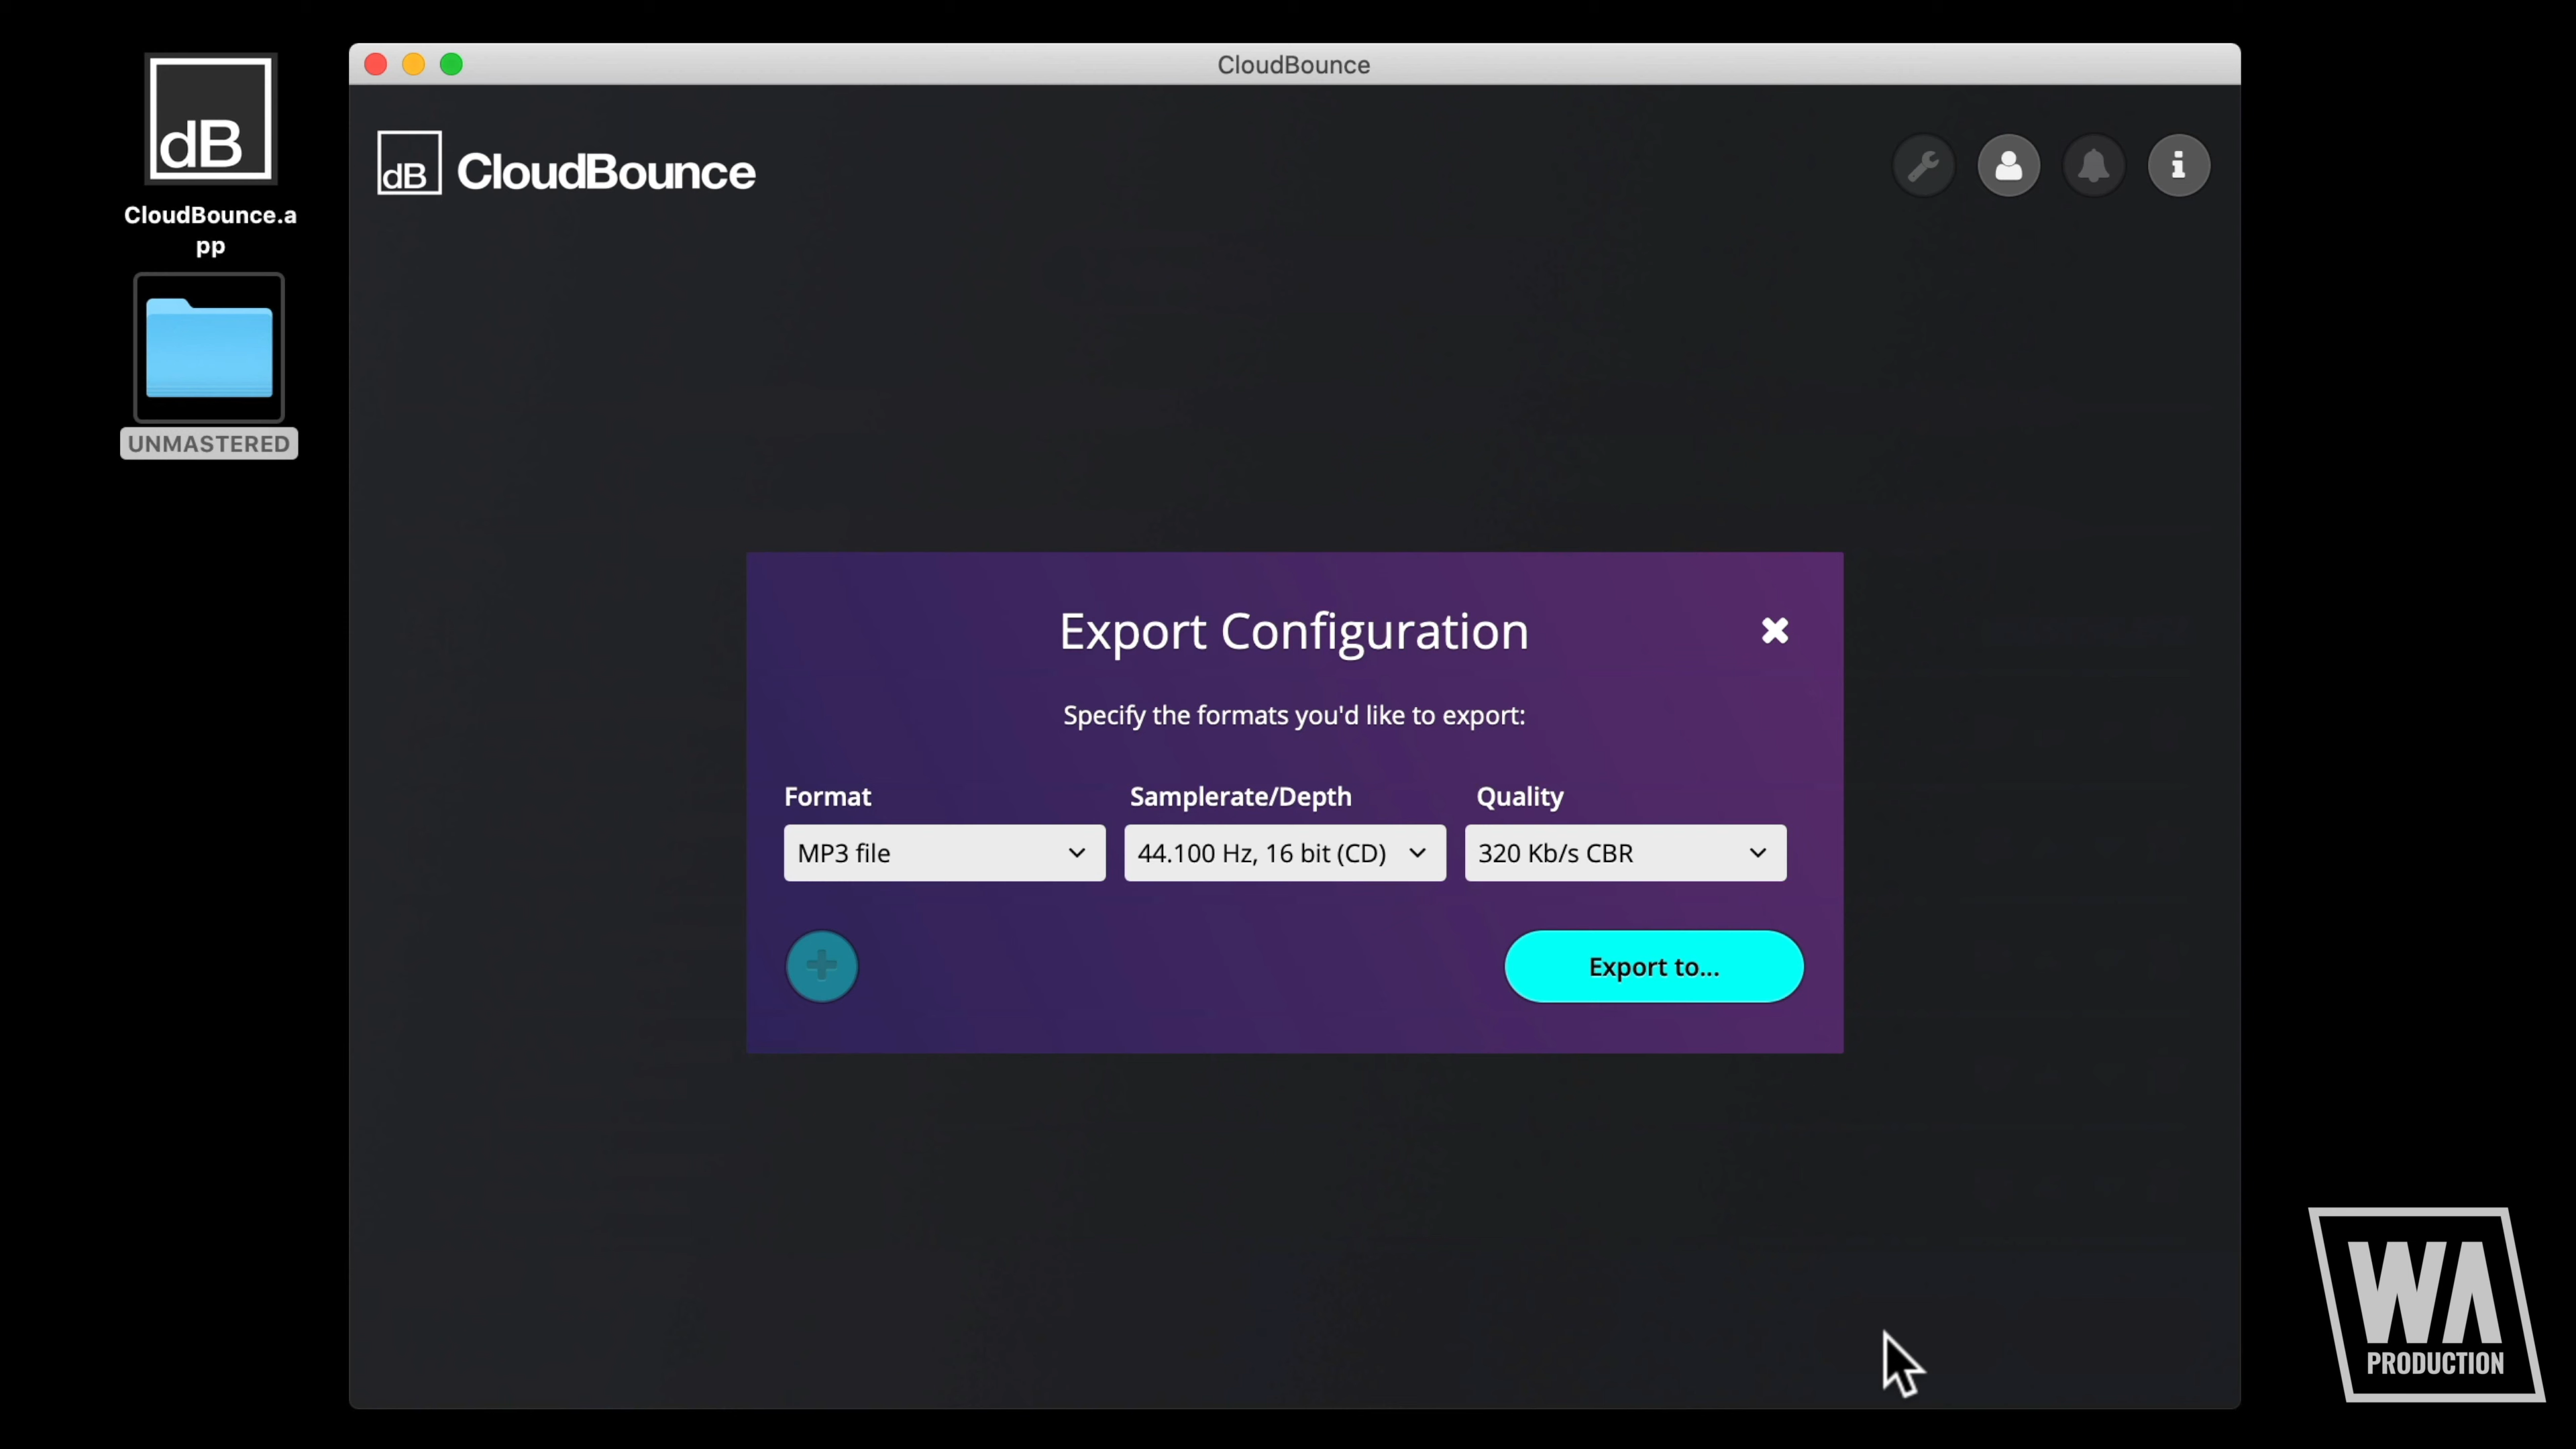 CloudBounce
dB
CloudBounce.a
pp
UNMASTERED
dB CloudBounce
Export Configuration
Specify the formats you'd like to export:
Format Samplerate/Depth Quality
MP3 file 44.100 Hz, 16 bit (CD) 320 Kb/s CBR
Export to...
WA
PRODUCTION